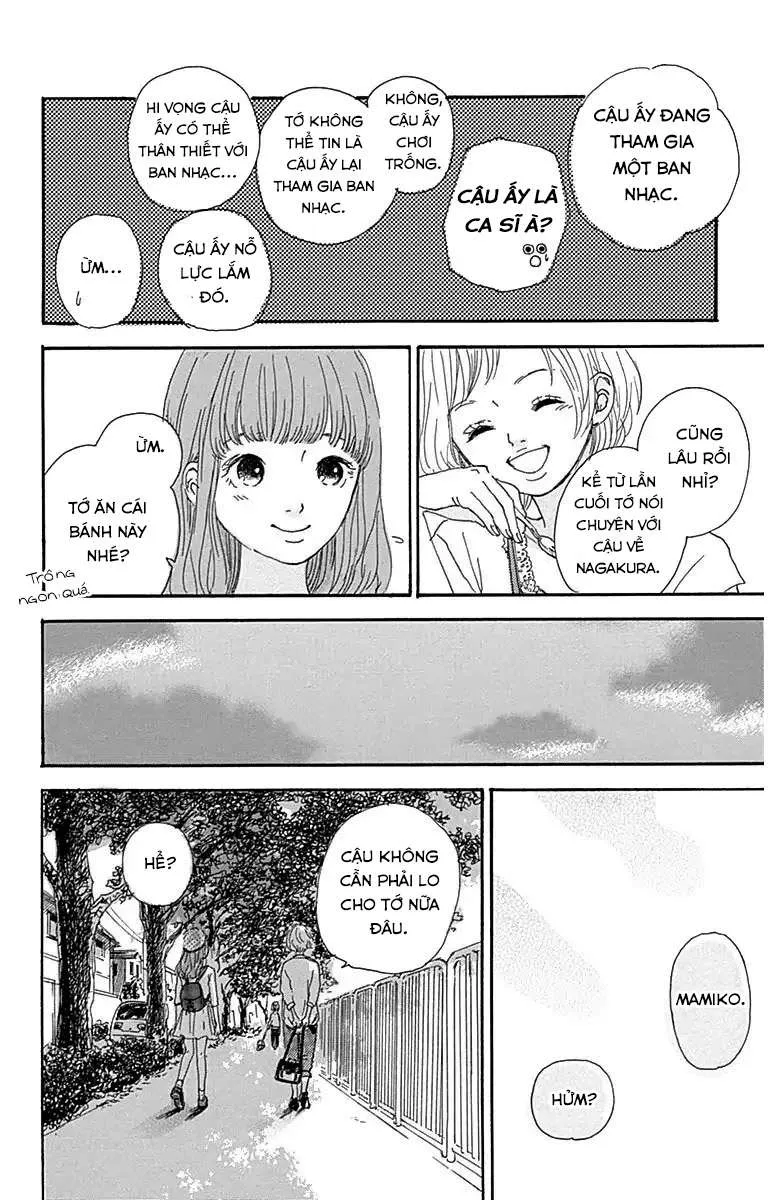 CẬU ẤY ĐANG
THAM GIA
MỘT BAN
NHẠC.
CẬU ẤY LÀ
CA SĨ À?
KHÔNG,
CẬU ẤY
CHƠI
TRỐNG.
TỚ KHÔNG
THỂ TIN LÀ
CẬU ẤY LẠI
THAM GIA BAN
NHẠC.
HI VỌNG CẬU
ẤY CÓ THỂ
THÂN THIẾT VỚI
BAN NHẠC...
CẬU ẤY NỖ
LỰC LẮM
ĐÓ.
ỪM...
CŨNG
LÂU RỒI
NHỈ?
KỂ TỪ LẦN
CUỐI TỚ NÓI
CHUYỆN VỚI
CẬU VỀ
NAGAKURA.
ỪM.
TỚ ĂN CÁI
BÁNH NÀY
NHÉ?
Trông
ngon quá
MAMIKO.
HỬM?
CẬU KHÔNG
CẦN PHẢI LO
CHO TỚ NỮA
ĐÂU.
HỂ?